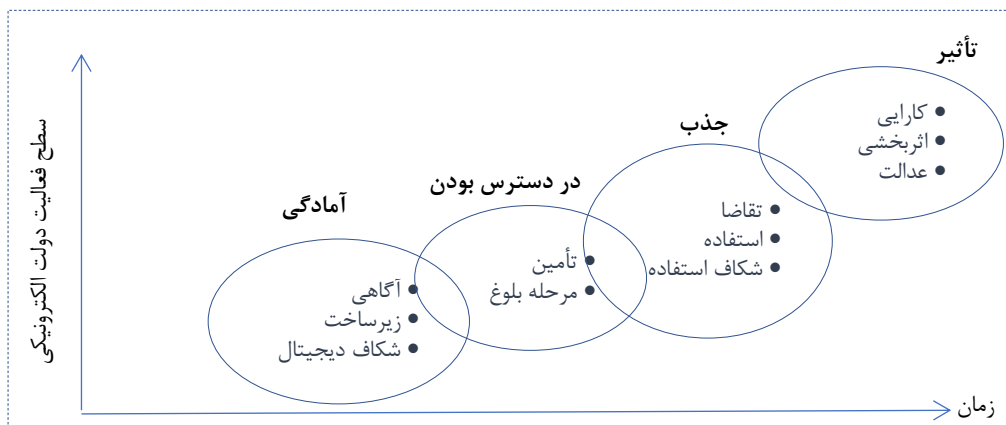 تأثیر
• کارایی
• اثربخشی
• عدالت
جذب
• تقاضا
• استفاده
• شکاف استفاده
در دسترس بودن
• تأمین
• مرحله بلوغ
آمادگی
• آگاهی
• زیرساخت
• شکاف دیجیتال
سطح فعالیت دولت الکترونیکی
زمان